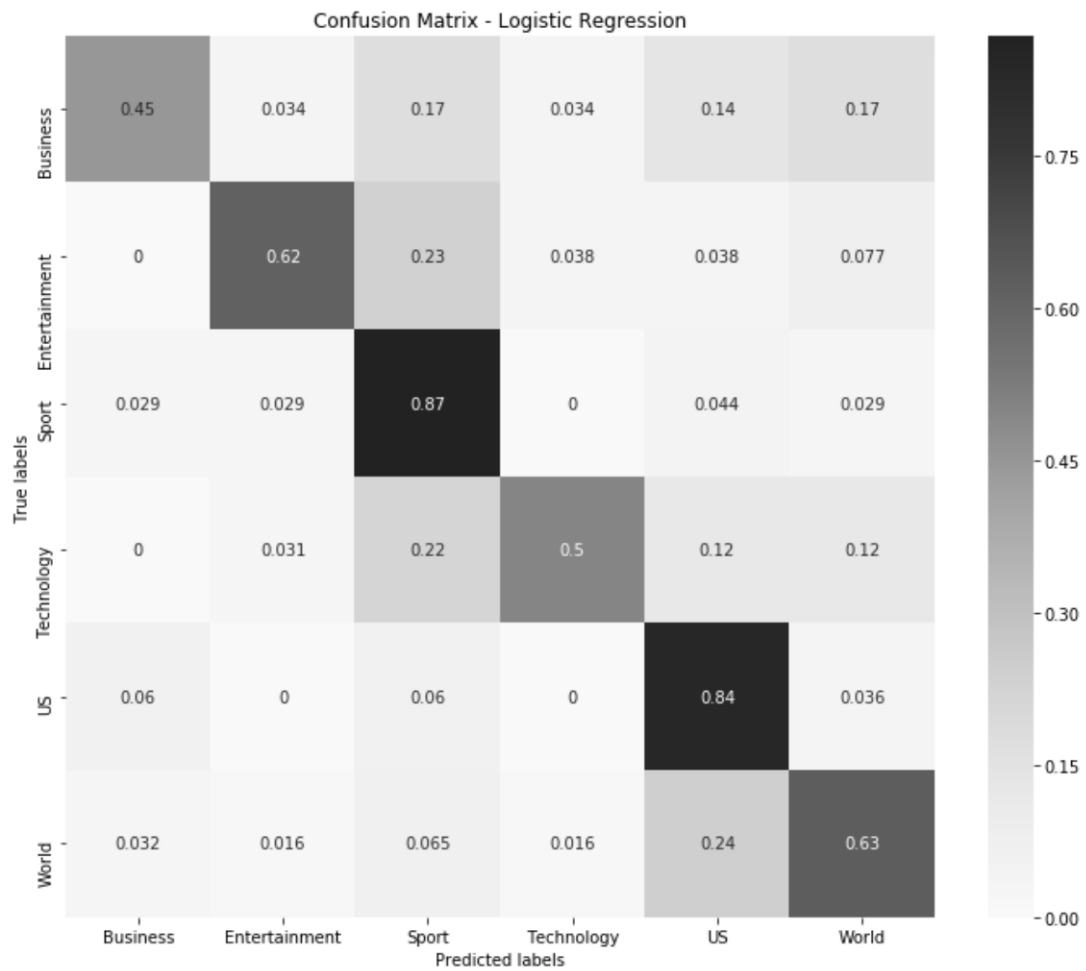 Confusion Matrix - Logistic Regression
True labels
Business 0.45 0.034 0.17 0.034 0.14 0.17
Entertainment 0 0.62 0.23 0.038 0.038 0.077
Sport 0.029 0.029 0.87 0 0.044 0.029
Technology 0 0.031 0.22 0.5 0.12 0.12
US 0.06 0 0.06 0 0.84 0.036
World 0.032 0.016 0.065 0.016 0.24 0.63
Business Entertainment Sport Technology US World
Predicted labels
0.75
0.60
0.45
0.30
0.15
0.00